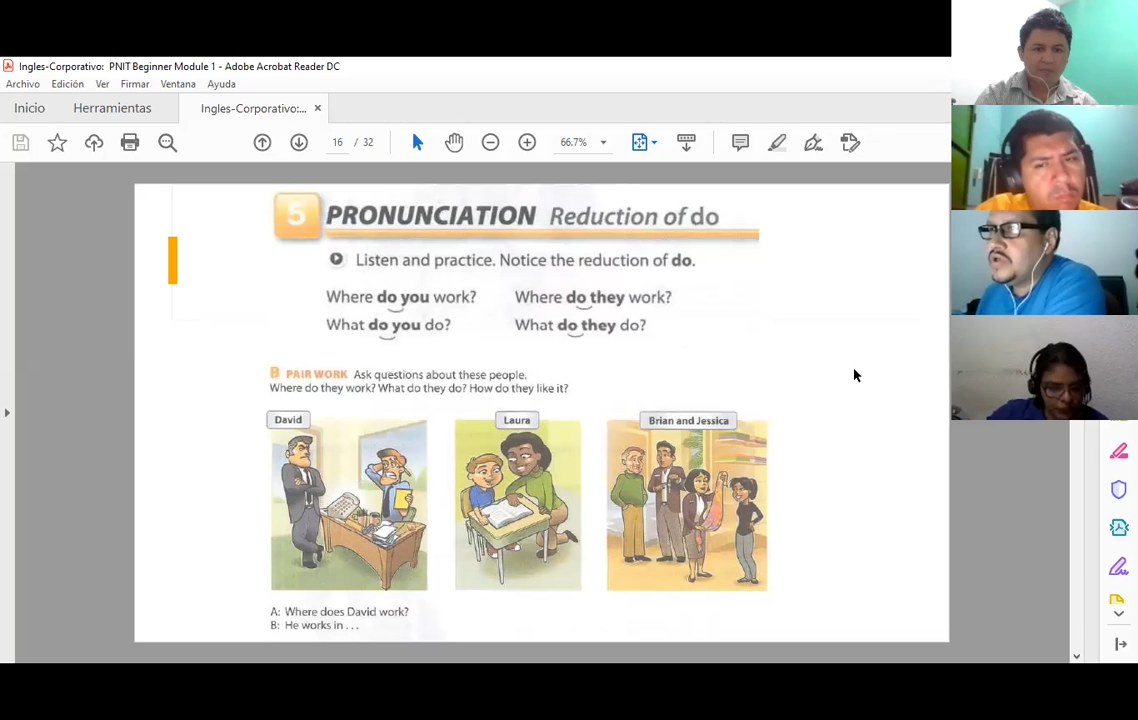 Ingles-Corporativo: PNIT Beginner Module 1 - Adobe Acrobat Reader DC
Archivo Edición Ver Firmar Ventana Ayuda
Inicio Herramientas Ingles-Corporativo:... ×
16 / 32 66.7%
5 PRONUNCIATION Reduction of do
Listen and practice. Notice the reduction of do.
Where do you work? Where do they work?
What do you do? What do they do?
B PAIR WORK Ask questions about these people.
Where do they work? What do they do? How do they like it?
David Laura Brian and Jessica
A: Where does David work?
B: He works in . . .